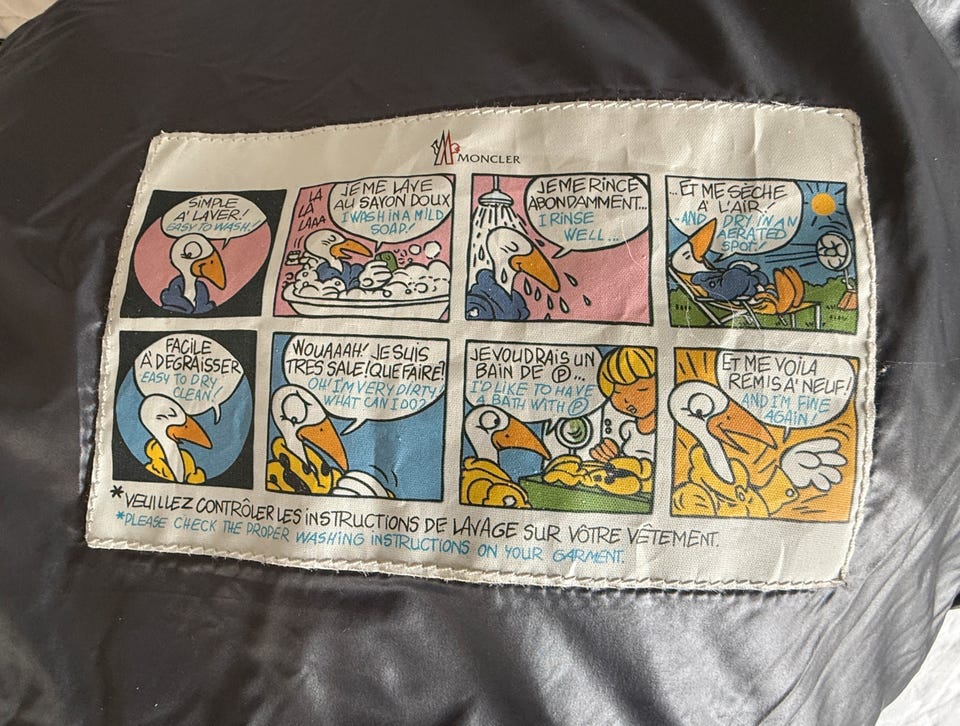 MONCLER
SIMPLE
A' LAVER!
EASY TO WASH!
LA
LA
LAAA
JE ME LAVE
AU SAYON DOUX
I WASH IN A MILD
SOAP!
JE ME RINCE
ABONDAMMENT...
I RINSE
WELL...
...ET ME SÈCHE
A' L'AIR!
...AND DRY IN AN
AERATED
SPOT!
FACILE
A' DEGRAISSER
EASY TO DRY
CLEAN!
WOUAAAH! JE SUIS
TRES SALE! QUE FAIRE?
OH! I'M VERY DIRTY!
WHAT CAN I DO?
JE VOUDRAIS UN
BAIN DE Ⓟ...
I'D LIKE TO HAVE
A BATH WITH Ⓟ
ET ME VOILA
REMIS A' NEUF!
AND I'M FINE
AGAIN!
*VEUILLEZ CONTRÔLER LES INSTRUCTIONS DE LAVAGE SUR VÔTRE VÊTEMENT.
*PLEASE CHECK THE PROPER WASHING INSTRUCTIONS ON YOUR GARMENT.